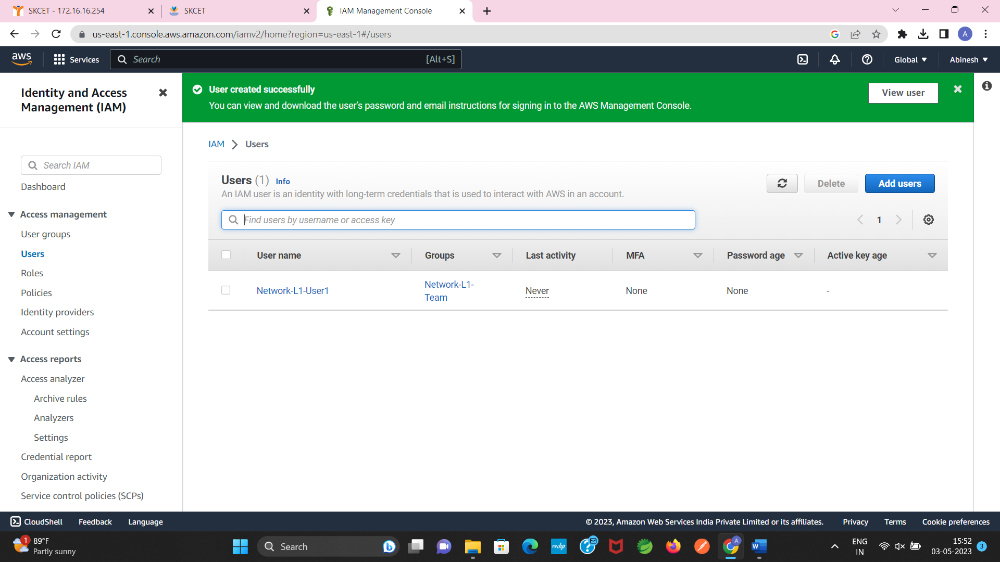 SKCET - 172.16.16.254
SKCET
IAM Management Console
us-east-1.console.aws.amazon.com/iamv2/home?region=us-east-1#/users
A
aws
Services
Search
[Alt+S]
Global
Abinesh
Identity and Access
Management (IAM)
Search IAM
Dashboard
Access management
User groups
Users
Roles
Policies
Identity providers
Account settings
Access reports
Access analyzer
Archive rules
Analyzers
Settings
Credential report
Organization activity
Service control policies (SCPs)
User created successfully
You can view and download the user's password and email instructions for signing in to the AWS Management Console.
View user
IAM > Users
Users (1) Info
An IAM user is an identity with long-term credentials that is used to interact with AWS in an account.
Delete
Add users
Find users by username or access key
1
User name Groups Last activity MFA Password age Active key age
Network-L1-User1 Network-L1- Never None None -
Team
CloudShell Feedback Language
© 2023, Amazon Web Services India Private Limited or its affiliates. Privacy Terms Cookie preferences
1
89°F
Partly sunny
Search
myhp
A
W
ENG
IN
15:52
03-05-2023
3